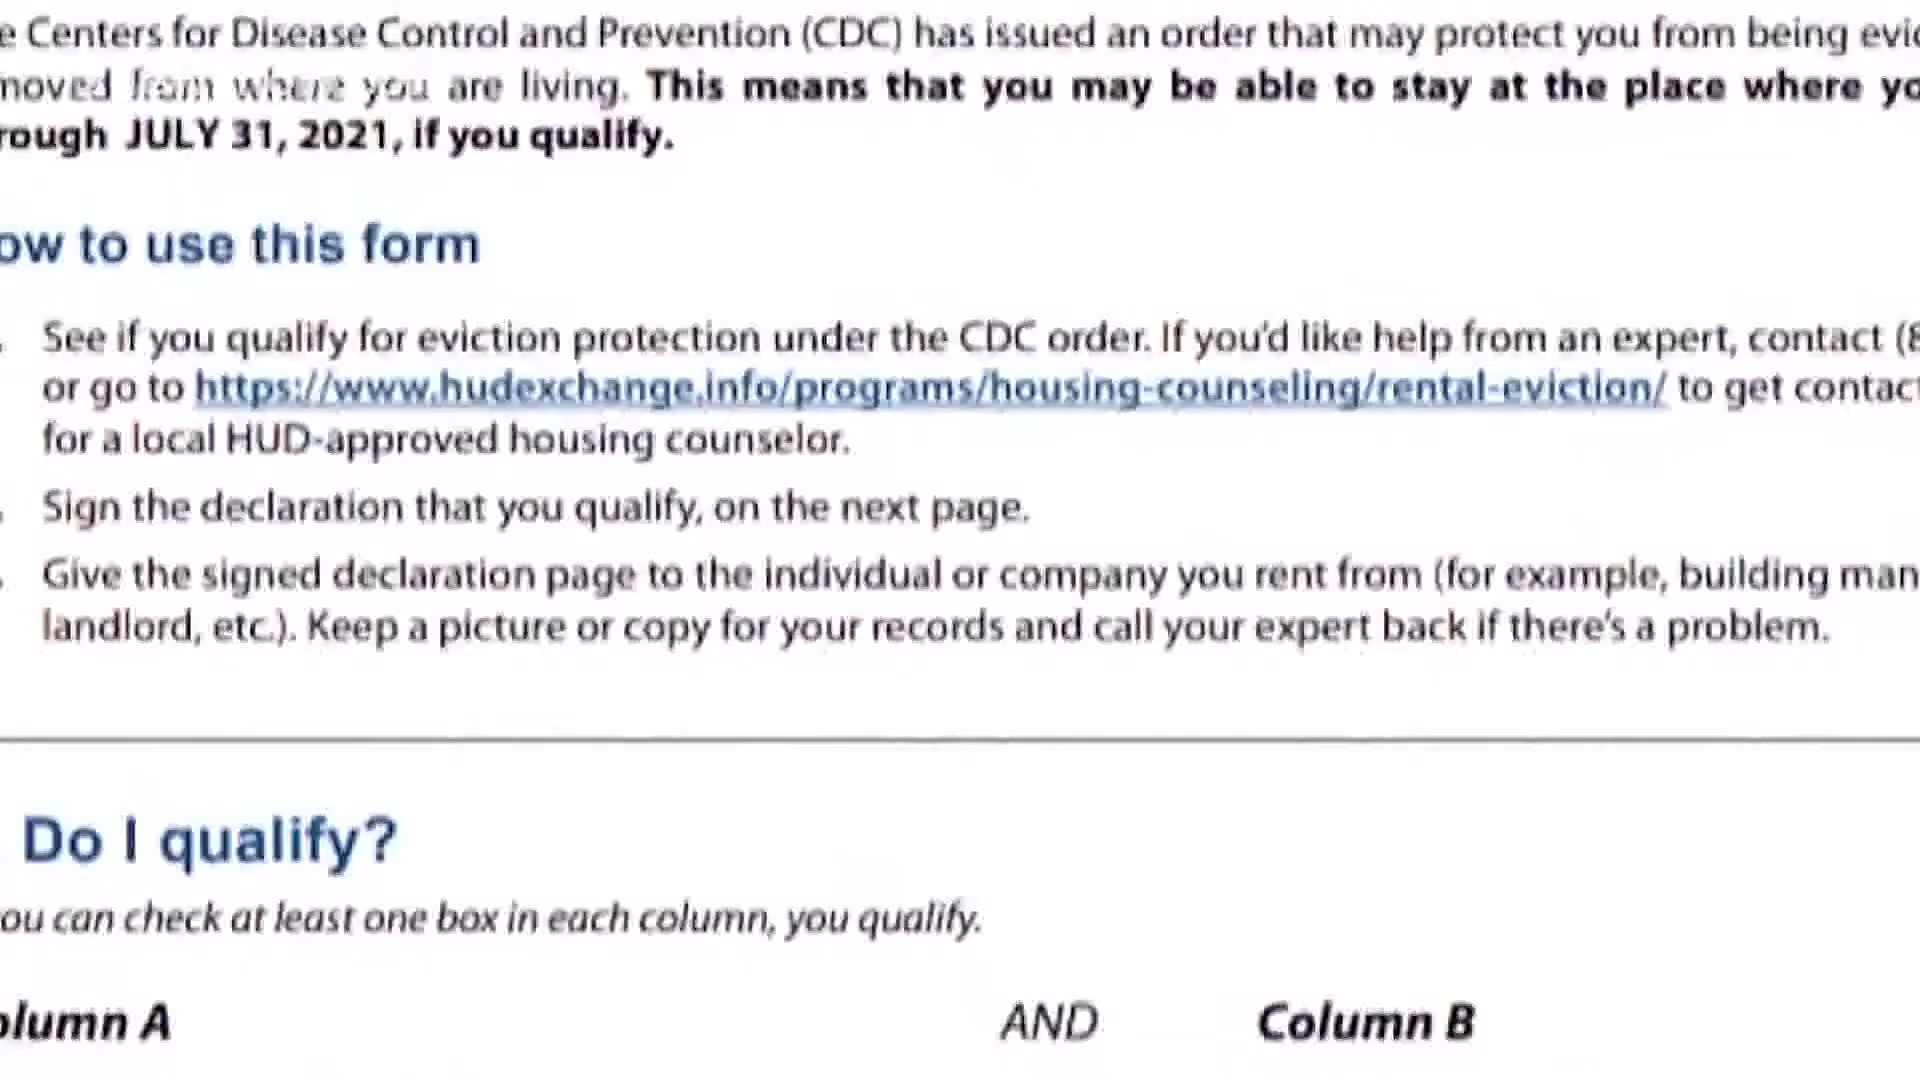 e Centers for Disease Control and Prevention (CDC) has issued an order that may protect you from being evic
moved from where you are living. This means that you may be able to stay at the place where yo
rough JULY 31, 2021, if you qualify.
ow to use this form
. See if you qualify for eviction protection under the CDC order. If you'd like help from an expert, contact (8
or go to https://www.hudexchange.info/programs/housing-counseling/rental-eviction/ to get contact
for a local HUD-approved housing counselor.
. Sign the declaration that you qualify, on the next page.
. Give the signed declaration page to the individual or company you rent from (for example, building man
landlord, etc.). Keep a picture or copy for your records and call your expert back if there's a problem.
Do I qualify?
ou can check at least one box in each column, you qualify.
olumn A AND Column B